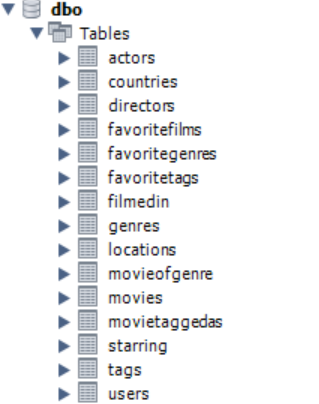 dbo
Tables
actors
countries
directors
favoritefilms
favoritegenres
favoritetags
filmedin
genres
locations
movieofgenre
movies
movietaggedas
starring
tags
users